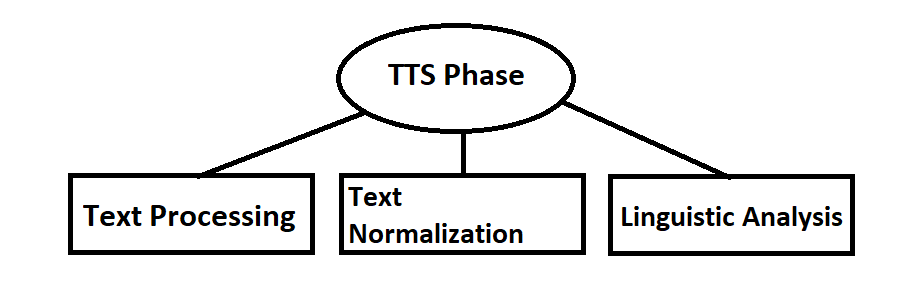 TTS Phase
Text Processing
Text
Normalization
Linguistic Analysis